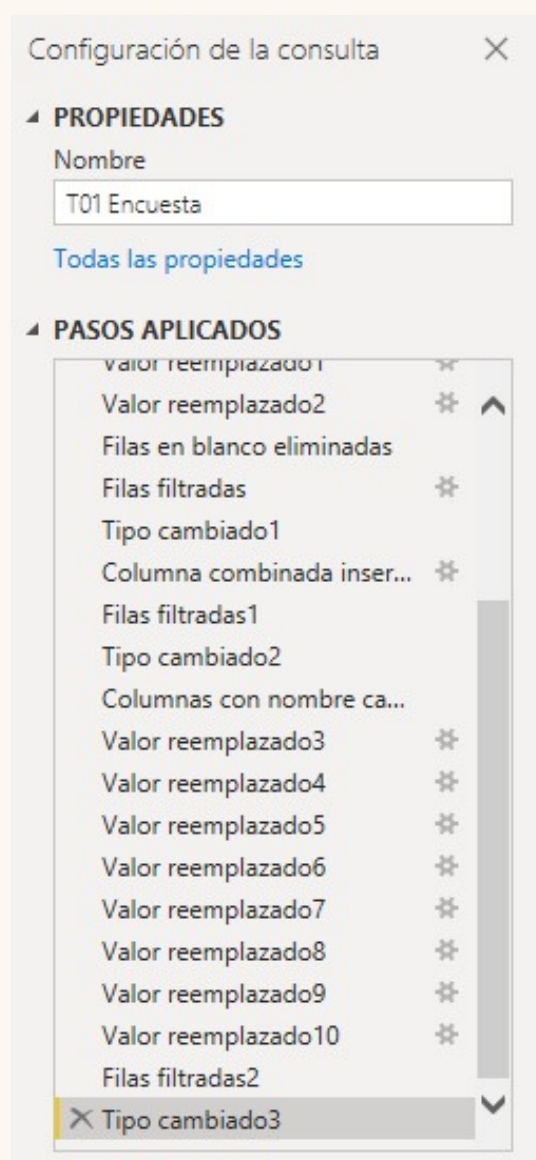 Configuración de la consulta
PROPIEDADES
Nombre
T01 Encuesta
Todas las propiedades
PASOS APLICADOS
Valor reemplazado1
Valor reemplazado2
Filas en blanco eliminadas
Filas filtradas
Tipo cambiado1
Columna combinada inser...
Filas filtradas1
Tipo cambiado2
Columnas con nombre ca...
Valor reemplazado3
Valor reemplazado4
Valor reemplazado5
Valor reemplazado6
Valor reemplazado7
Valor reemplazado8
Valor reemplazado9
Valor reemplazado10
Filas filtradas2
Tipo cambiado3